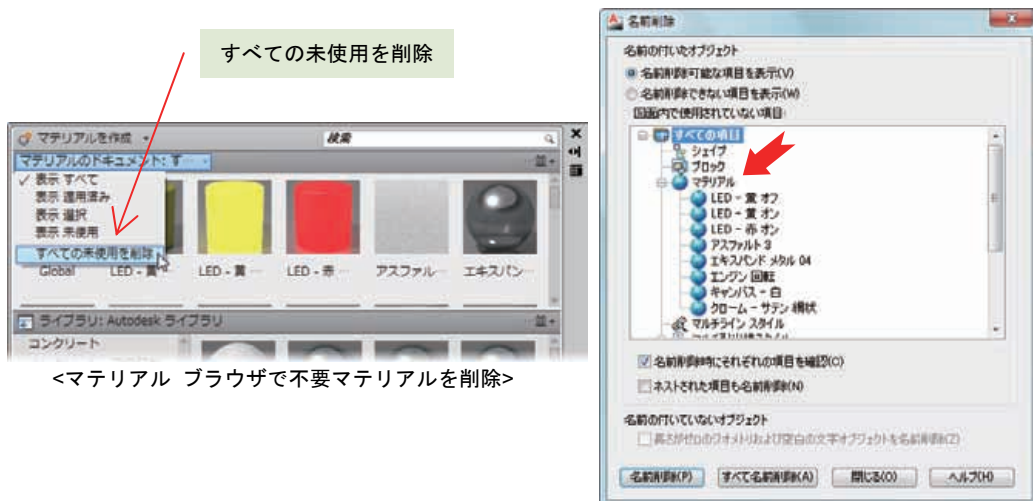 すべての未使用を削除
マテリアルを作成
検索
マテリアルのドキュメント: す…
表示 すべて
表示 適用済み
表示 選択
表示 未使用
すべての未使用を削除
Global
LED - 黄 …
LED - 黄 …
LED - 赤 …
アスファル…
エキスパン…
ライブラリ: Autodesk ライブラリ
コンクリート
<マテリアル ブラウザで不要マテリアルを削除>
名前削除
名前の付いたオブジェクト
名前削除可能な項目を表示(V)
名前削除できない項目を表示(W)
図面内で使用されていない項目:
すべての項目
シェイプ
ブロック
マテリアル
LED - 黄 オフ
LED - 黄 オン
LED - 赤 オン
アスファルト 3
エキスパンド メタル 04
エンジン 回転
キャンバス - 白
クローム - サテン 網状
マルチライン スタイル
名前削除時にそれぞれの項目を確認(C)
ネストされた項目も名前削除(N)
名前の付いていないオブジェクト
長さがゼロのジオメトリおよび空白の文字オブジェクトを名前削除(Z)
名前削除(P)
すべて名前削除(A)
閉じる(O)
ヘルプ(H)